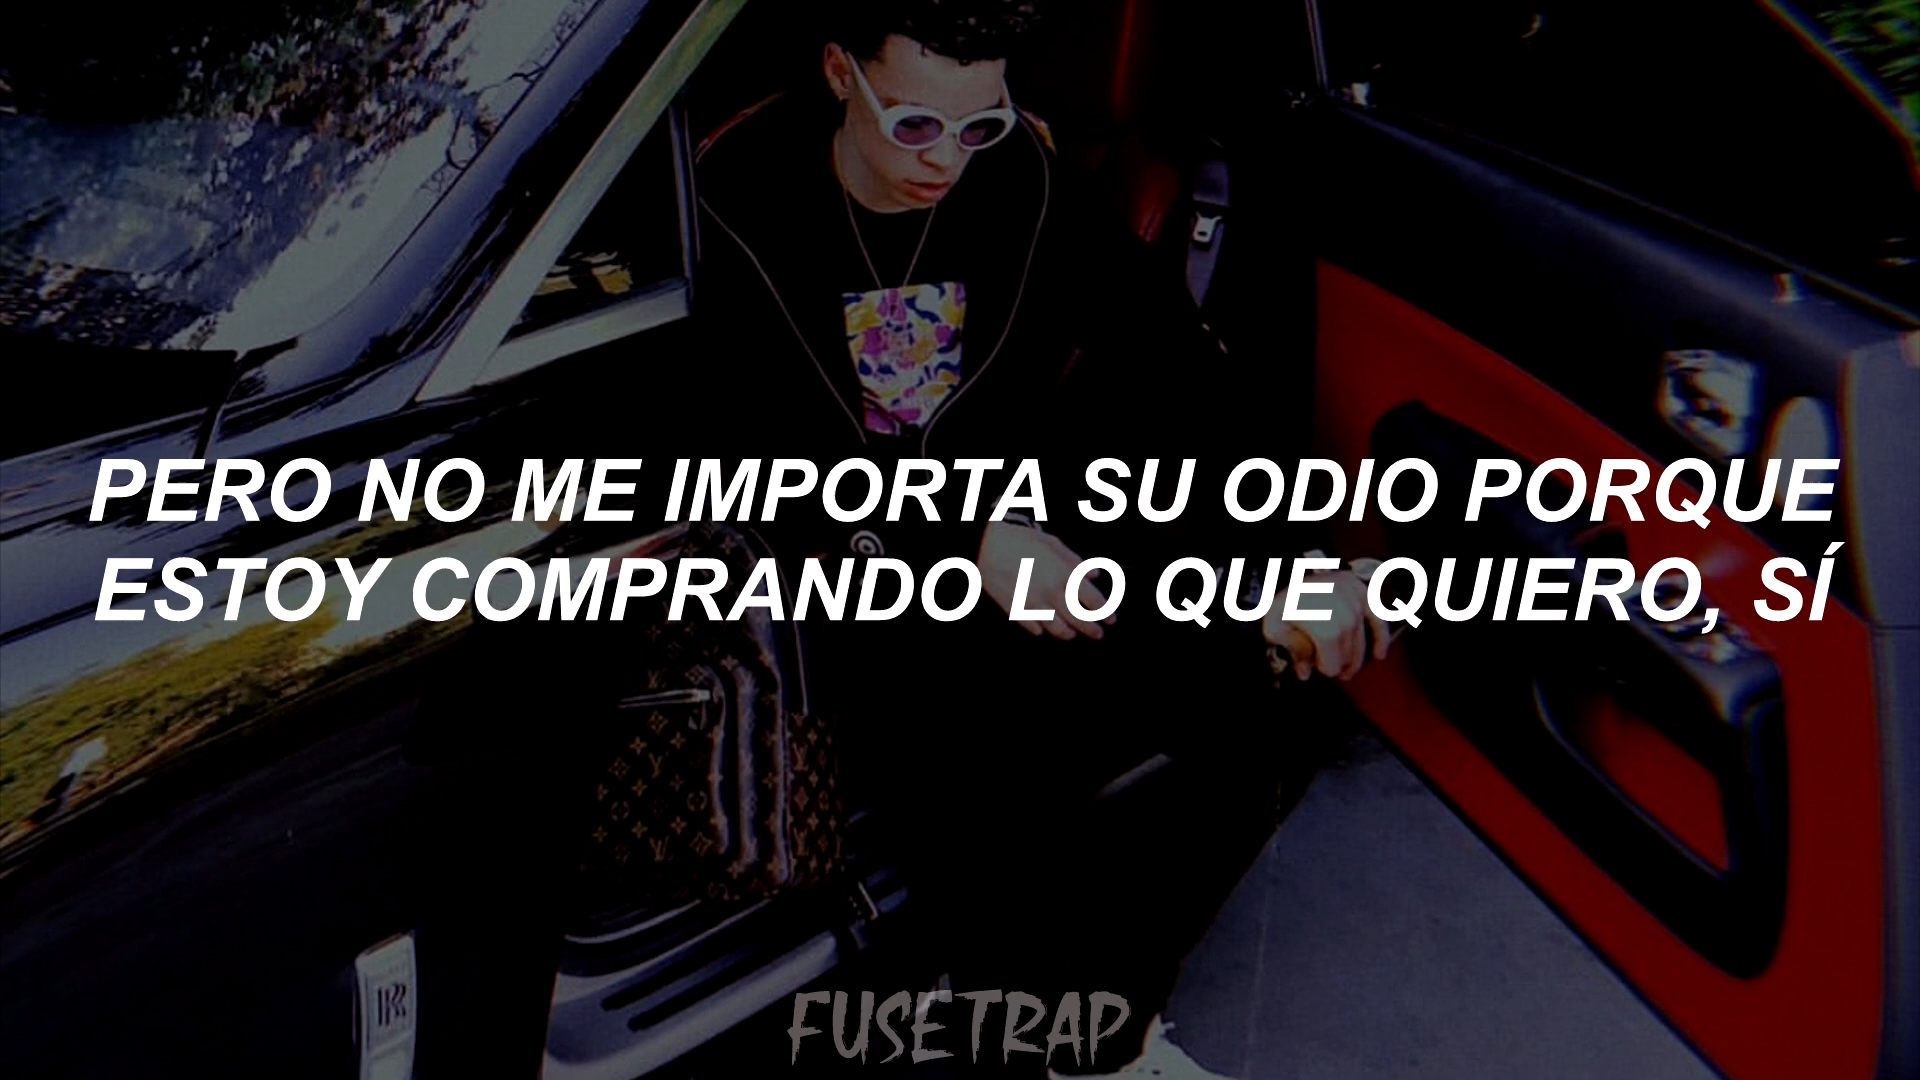 PERO NO ME IMPORTA SU ODIO PORQUE
ESTOY COMPRANDO LO QUE QUIERO, SÍ
FUSETRAP